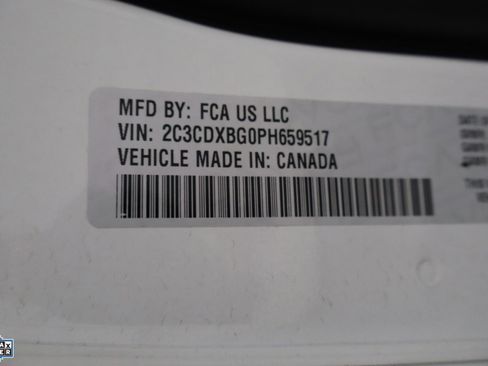 MFD BY: FCA US LLC
VIN: 2C3CDXBG0PH659517
VEHICLE MADE IN: CANADA